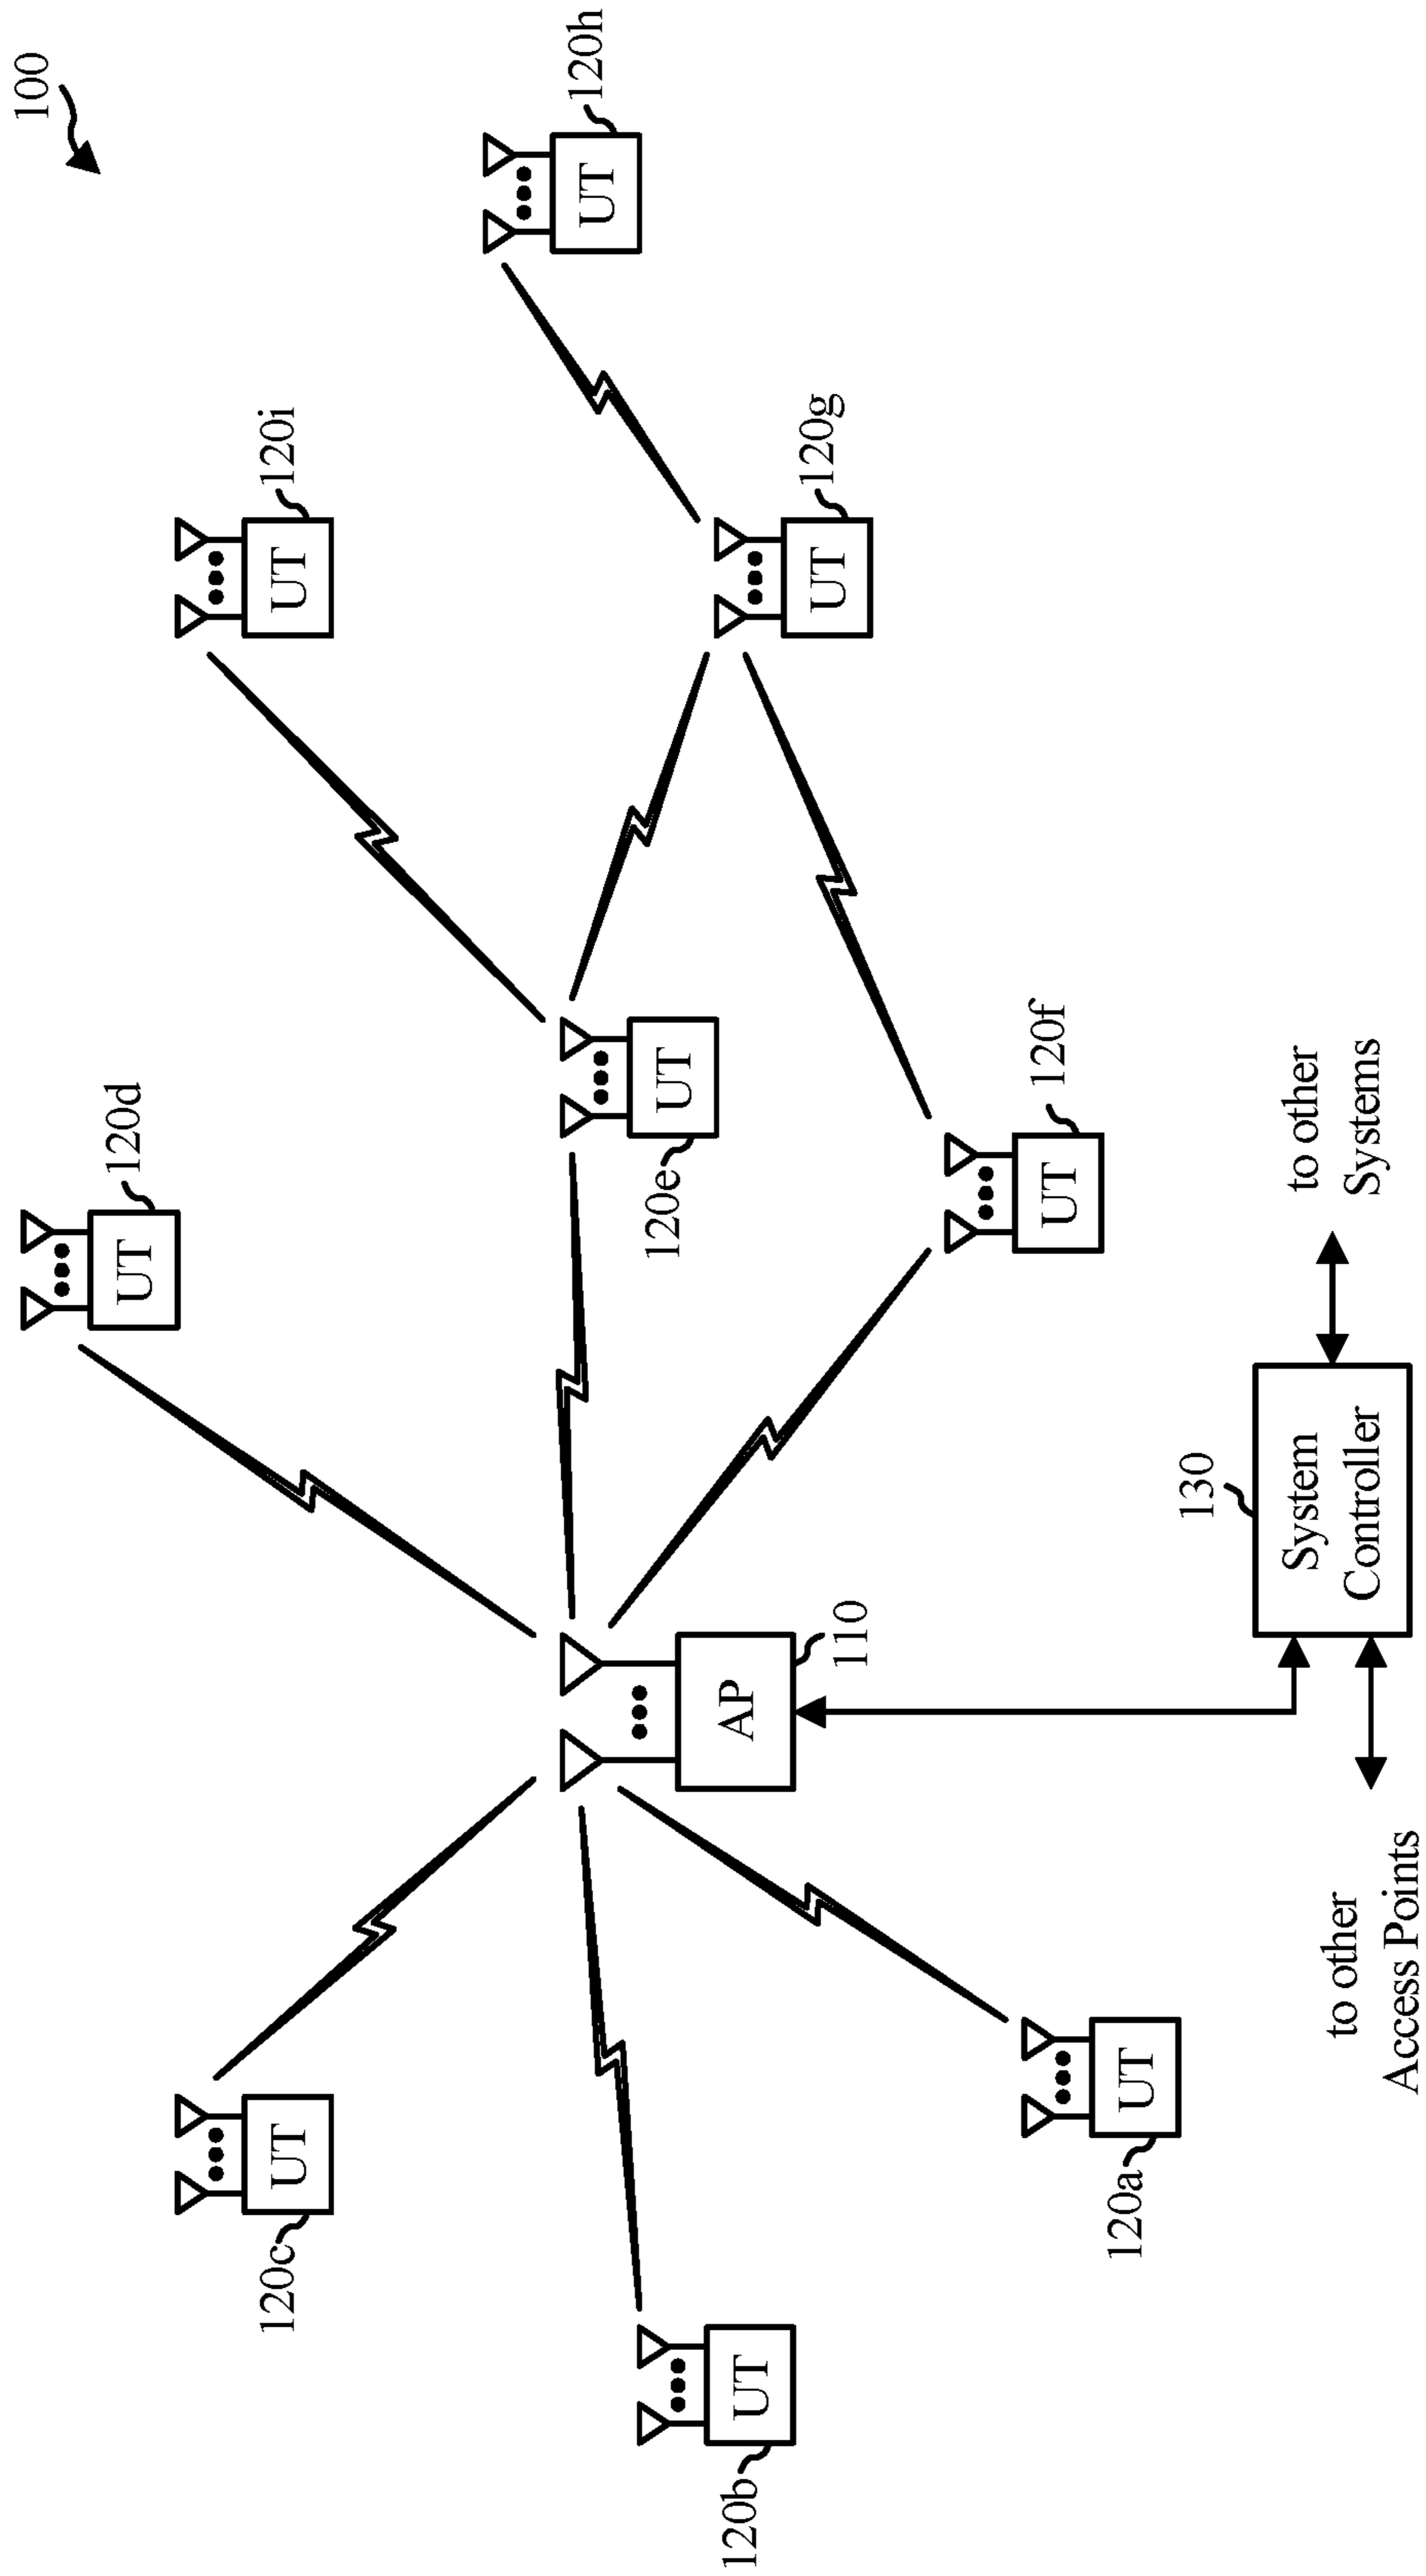 100
UT
120d
UT
120c
UT
120i
UT
120h
UT
120e
UT
120b
AP
110
UT
120g
UT
120f
UT
120a
130
System
Controller
to other
Systems
to other
Access Points